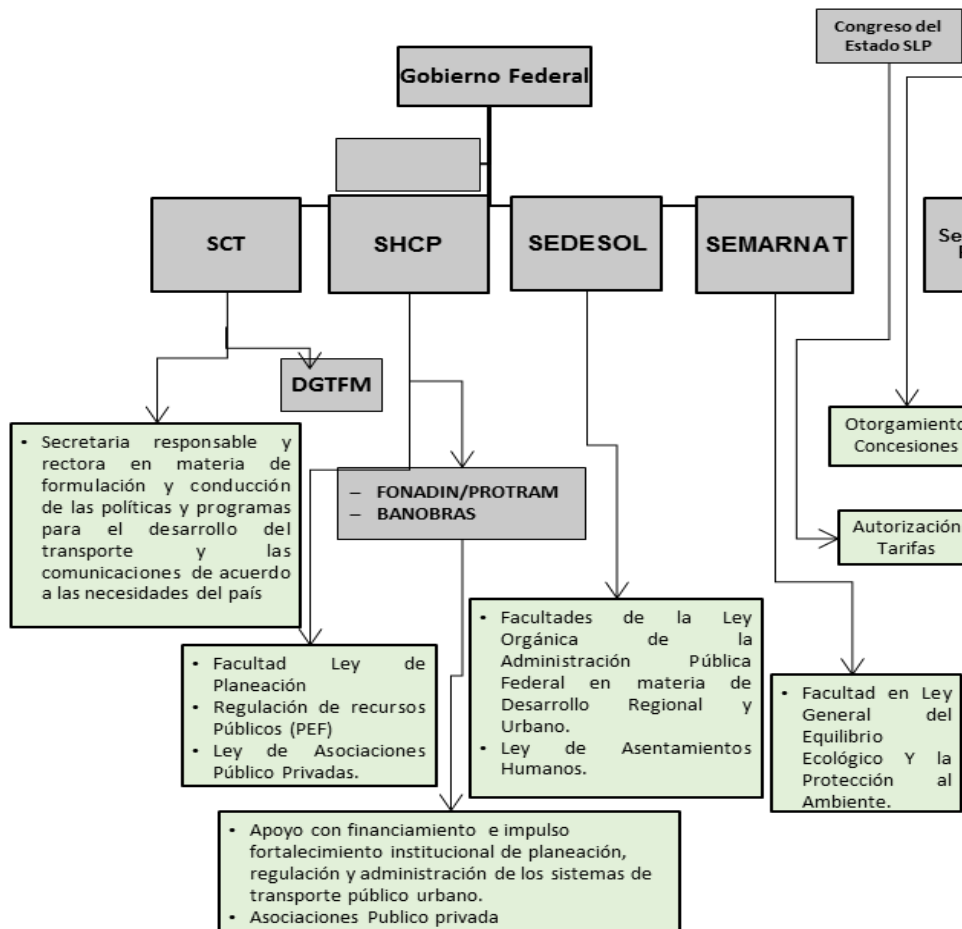 Congreso del
Estado SLP
Gobierno Federal
SCT
SHCP
SEDESOL
SEMARNAT
DGTFM
• Secretaria responsable y
rectora en materia de
formulación y conducción
de las políticas y programas
para el desarrollo del
transporte y las
comunicaciones de acuerdo
a las necesidades del país
– FONADIN/PROTRAM
– BANOBRAS
Otorgamiento
Concesiones
Autorización
Tarifas
• Facultad Ley de
Planeación
• Regulación de recursos
Públicos (PEF)
• Ley de Asociaciones
Público Privadas.
• Facultades de la Ley
Orgánica de la
Administración Pública
Federal en materia de
Desarrollo Regional y
Urbano.
• Ley de Asentamientos
Humanos.
• Facultad en Ley
General del
Equilibrio
Ecológico Y la
Protección al
Ambiente.
• Apoyo con financiamiento e impulso
fortalecimiento institucional de planeación,
regulación y administración de los sistemas de
transporte público urbano.
• Asociaciones Publico privada